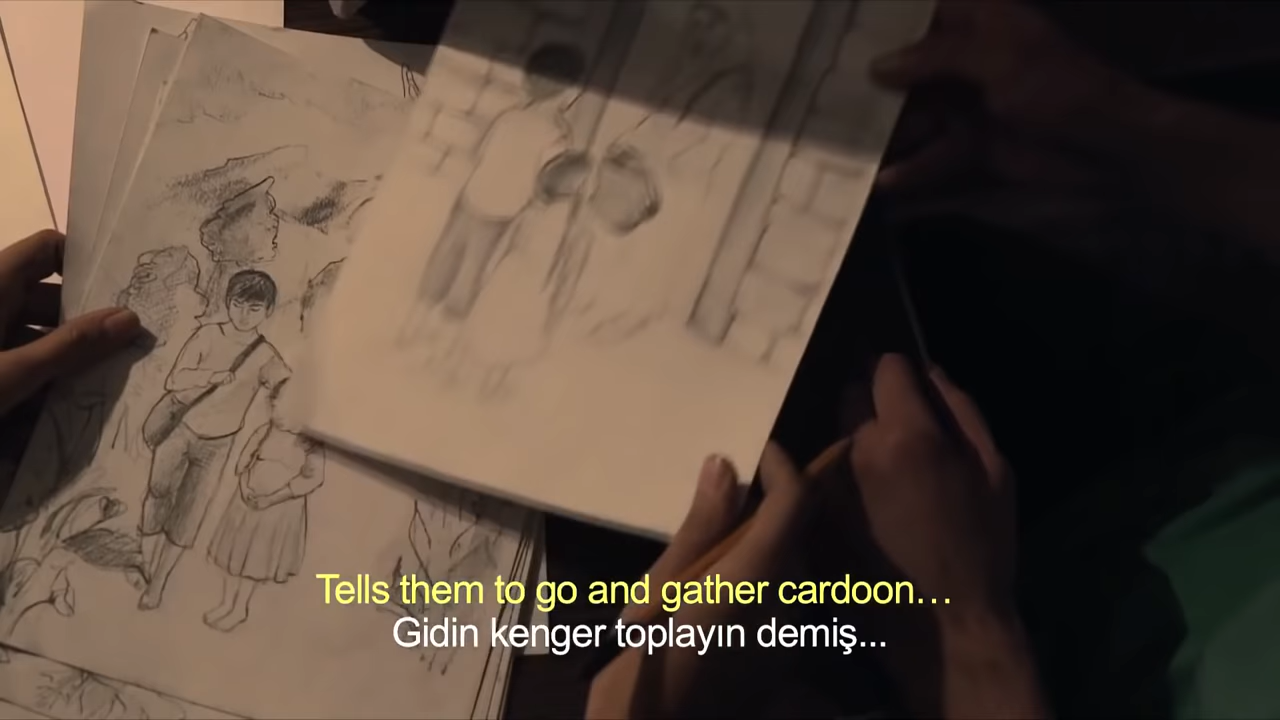 Tells them to go and gather cardoon…
Gidin kenger toplayın demiş...